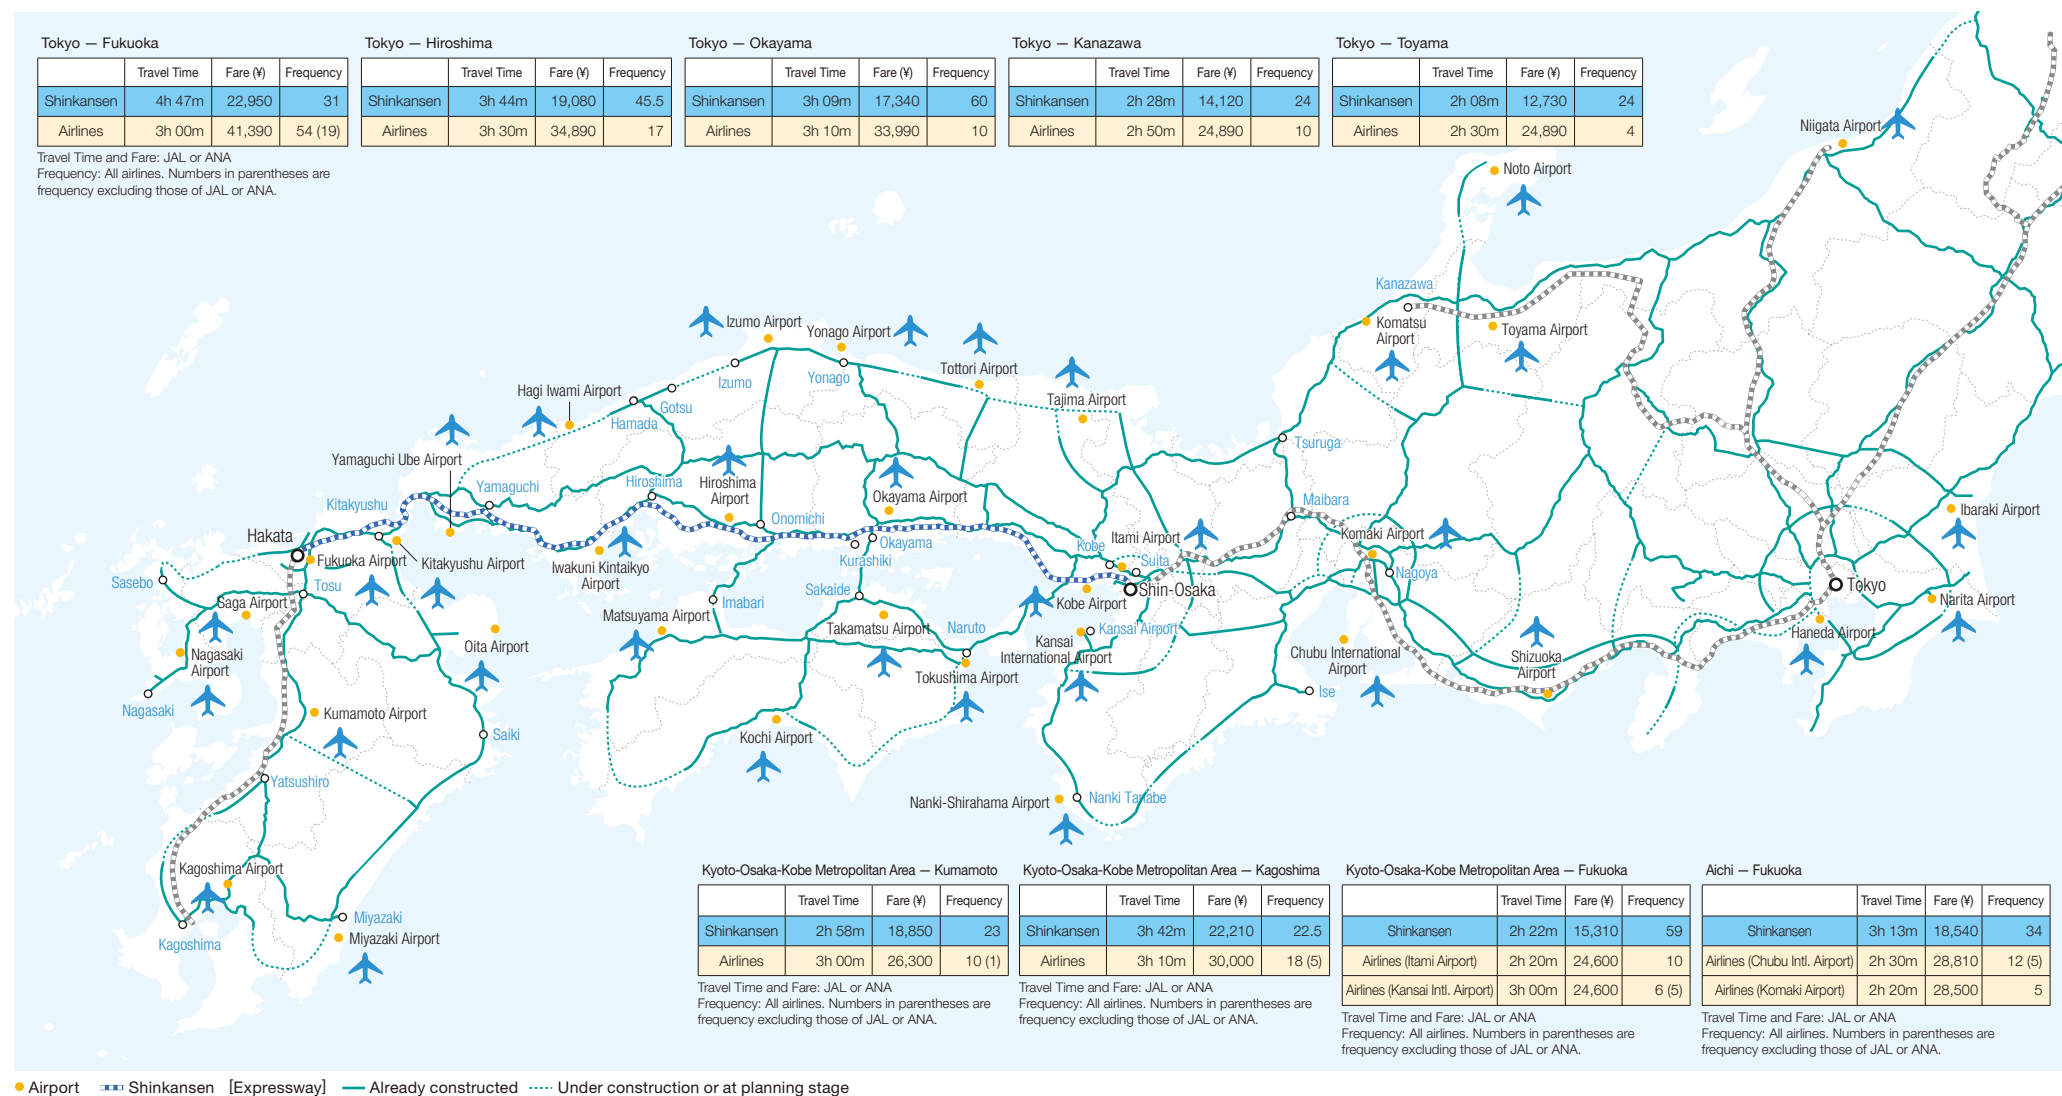 Tokyo — Fukuoka
Travel Time Fare (¥) Frequency
Shinkansen 4h 47m 22,950 31
Airlines 3h 00m 41,390 54 (19)
Travel Time and Fare: JAL or ANA
Frequency: All airlines. Numbers in parentheses are
frequency excluding those of JAL or ANA.
Tokyo — Hiroshima
Travel Time Fare (¥) Frequency
Shinkansen 3h 44m 19,080 45.5
Airlines 3h 30m 34,890 17
Tokyo — Okayama
Travel Time Fare (¥) Frequency
Shinkansen 3h 09m 17,340 60
Airlines 3h 10m 33,990 10
Tokyo — Kanazawa
Travel Time Fare (¥) Frequency
Shinkansen 2h 28m 14,120 24
Airlines 2h 50m 24,890 10
Tokyo — Toyama
Travel Time Fare (¥) Frequency
Shinkansen 2h 08m 12,730 24
Airlines 2h 30m 24,890 4
Niigata Airport
Noto Airport
Kanazawa
Komatsu
Airport
Toyama Airport
Izumo Airport
Yonago Airport
Tottori Airport
Tajima Airport
Izumo
Yonago
Hagi Iwami Airport
Gotsu
Hamada
Tsuruga
Yamaguchi Ube Airport
Yamaguchi
Hiroshima
Hiroshima
Airport
Okayama Airport
Maibara
Kitakyushu
Onomichi
Ibaraki Airport
Hakata
Itami Airport
Komaki Airport
Okayama
Kobe
Suita
Kurashiki
Fukuoka Airport
Kitakyushu Airport
Iwakuni Kintaikyo
Airport
Nagoya
Sasebo
Tosu
Sakaide
Shin-Osaka
Tokyo
Saga Airport
Imabari
Kobe Airport
Narita Airport
Matsuyama Airport
Takamatsu Airport
Naruto
Kansai Airport
Haneda Airport
Oita Airport
Kansai
International Airport
Chubu International
Airport
Shizuoka
Airport
Nagasaki
Airport
Tokushima Airport
Ise
Nagasaki
Kumamoto Airport
Kochi Airport
Saiki
Yatsushiro
Nanki-Shirahama Airport
Nanki Tanabe
Kagoshima Airport
Miyazaki
Kagoshima
Miyazaki Airport
Kyoto-Osaka-Kobe Metropolitan Area — Kumamoto
Travel Time Fare (¥) Frequency
Shinkansen 2h 58m 18,850 23
Airlines 3h 00m 26,300 10 (1)
Travel Time and Fare: JAL or ANA
Frequency: All airlines. Numbers in parentheses are
frequency excluding those of JAL or ANA.
Kyoto-Osaka-Kobe Metropolitan Area — Kagoshima
Travel Time Fare (¥) Frequency
Shinkansen 3h 42m 22,210 22.5
Airlines 3h 10m 30,000 18 (5)
Travel Time and Fare: JAL or ANA
Frequency: All airlines. Numbers in parentheses are
frequency excluding those of JAL or ANA.
Kyoto-Osaka-Kobe Metropolitan Area — Fukuoka
Travel Time Fare (¥) Frequency
Shinkansen 2h 22m 15,310 59
Airlines (Itami Airport) 2h 20m 24,600 10
Airlines (Kansai Intl. Airport) 3h 00m 24,600 6 (5)
Travel Time and Fare: JAL or ANA
Frequency: All airlines. Numbers in parentheses are
frequency excluding those of JAL or ANA.
Aichi — Fukuoka
Travel Time Fare (¥) Frequency
Shinkansen 3h 13m 18,540 34
Airlines (Chubu Intl. Airport) 2h 30m 28,810 12 (5)
Airlines (Komaki Airport) 2h 20m 28,500 5
Travel Time and Fare: JAL or ANA
Frequency: All airlines. Numbers in parentheses are
frequency excluding those of JAL or ANA.
Airport Shinkansen [Expressway] Already constructed Under construction or at planning stage